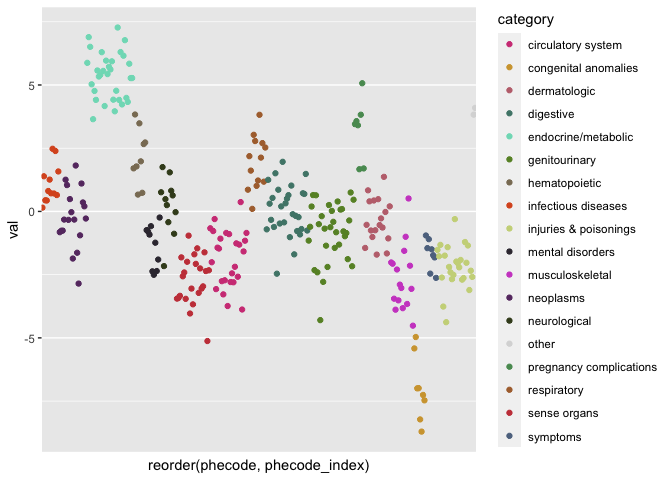 category
circulatory system
congenital anomalies
dermatologic
digestive
endocrine/metabolic
genitourinary
hematopoietic
infectious diseases
injuries & poisonings
mental disorders
musculoskeletal
neoplasms
neurological
other
pregnancy complications
respiratory
sense organs
symptoms
5
0
-5
val
reorder(phecode, phecode_index)